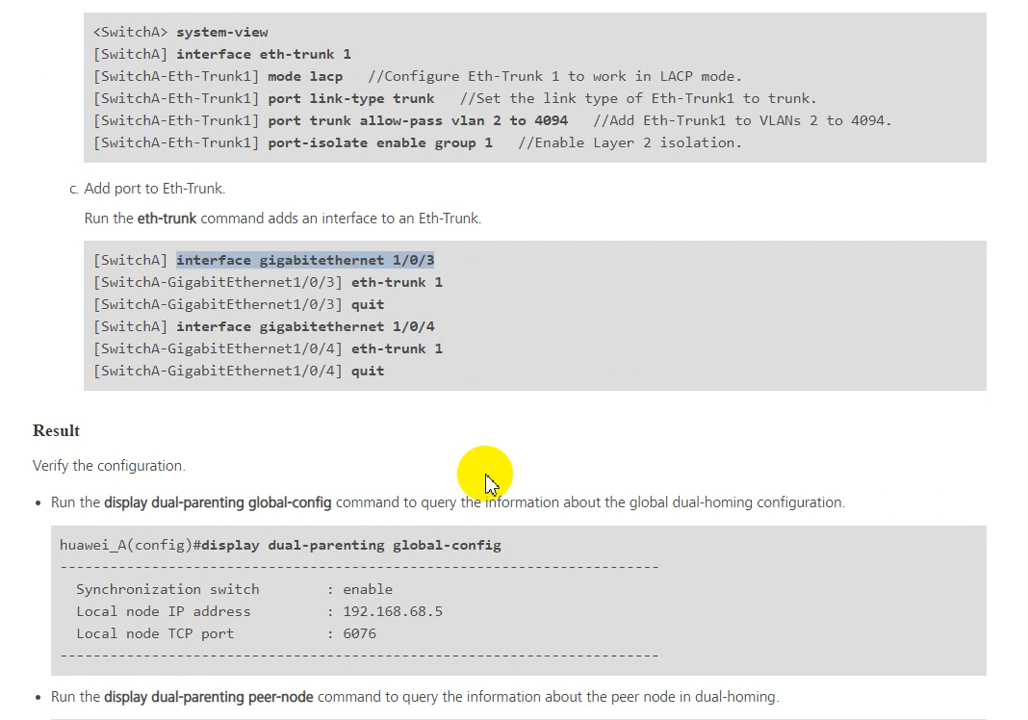 <SwitchA> system-view
[SwitchA] interface eth-trunk 1
[SwitchA-Eth-Trunk1] mode lacp   //Configure Eth-Trunk 1 to work in LACP mode.
[SwitchA-Eth-Trunk1] port link-type trunk   //Set the link type of Eth-Trunk1 to trunk.
[SwitchA-Eth-Trunk1] port trunk allow-pass vlan 2 to 4094   //Add Eth-Trunk1 to VLANs 2 to 4094.
[SwitchA-Eth-Trunk1] port-isolate enable group 1   //Enable Layer 2 isolation.
c. Add port to Eth-Trunk.
Run the eth-trunk command adds an interface to an Eth-Trunk.
[SwitchA] interface gigabitethernet 1/0/3
[SwitchA-GigabitEthernet1/0/3] eth-trunk 1
[SwitchA-GigabitEthernet1/0/3] quit
[SwitchA] interface gigabitethernet 1/0/4
[SwitchA-GigabitEthernet1/0/4] eth-trunk 1
[SwitchA-GigabitEthernet1/0/4] quit
Result
Verify the configuration.
• Run the display dual-parenting global-config command to query the information about the global dual-homing configuration.
huawei_A(config)#display dual-parenting global-config
------------------------------------------------------------------------
Synchronization switch        : enable
Local node IP address         : 192.168.68.5
Local node TCP port           : 6076
------------------------------------------------------------------------
• Run the display dual-parenting peer-node command to query the information about the peer node in dual-homing.